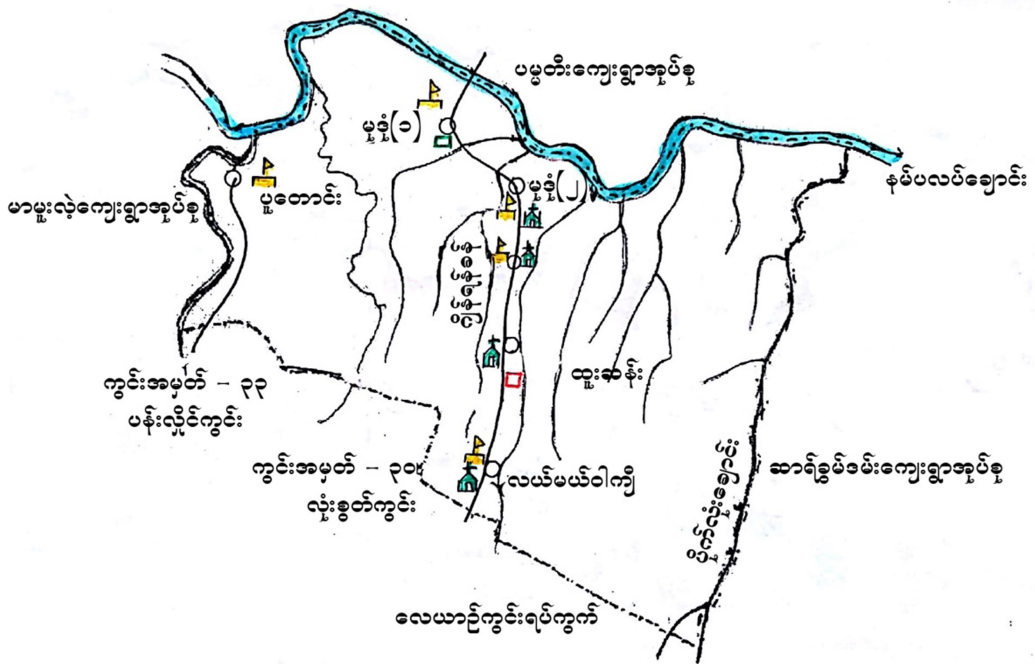 ပမ္မတီးကျေးရွာအုပ်စု
မုဒုံ(၁)
နမ်ပလပ်ချောင်း
မုဒုံ(၂)
ပူတောင်း
မာမူးလဲ့ကျေးရွာအုပ်စု
ထူးဆန်း
ကွင်းအမှတ် – ၃၃
ပန်းလှိုင်ကွင်း
ကွင်းအမှတ် – ၃၀၊
လုံးစွတ်ကွင်း
လယ်မယ်ဝါကျီ
ဆာရ်ခွမ်ဒမ်းကျေးရွာအုပ်စု
လေယာဉ်ကွင်းရပ်ကွက်